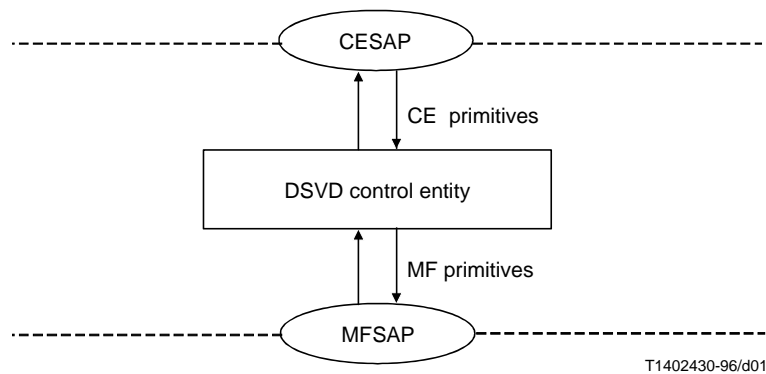 CESAP
CE primitives
DSVD control entity
MF primitives
MFSAP
T1402430-96/d01